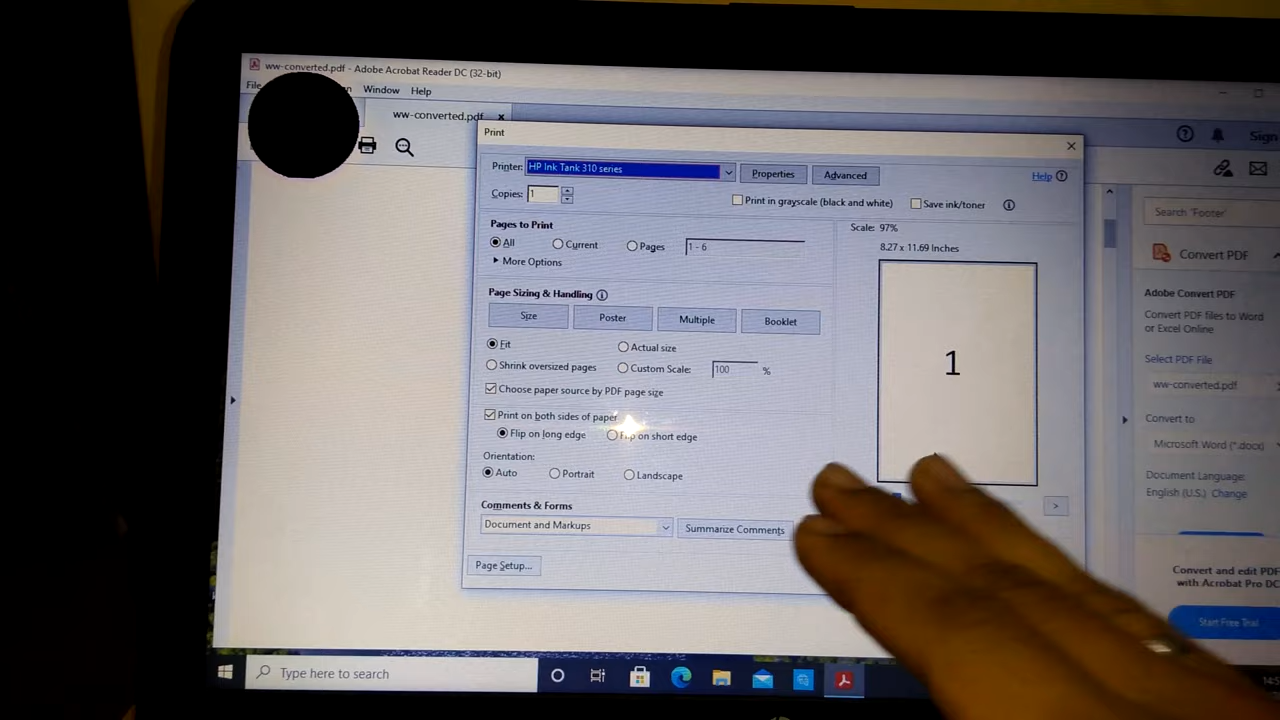 ww-converted.pdf - Adobe Acrobat Reader DC (32-bit)
Window Help
ww-converted.pdf ×
Print
Sign
Printer: HP Ink Tank 310 series Properties Advanced Help
Copies: 1 Print in grayscale (black and white) Save ink/toner
Pages to Print Scale: 97%
All Current Pages 1 - 6 8.27 x 11.69 Inches
More Options
Page Sizing & Handling
Size Poster Multiple Booklet
Fit Actual size
Shrink oversized pages Custom Scale: 100 %
Choose paper source by PDF page size
Print on both sides of paper
Flip on long edge Flip on short edge
Orientation:
Auto Portrait Landscape
Comments & Forms
Document and Markups Summarize Comments
Page Setup...
1
>
Search 'Footer'
Convert PDF
Adobe Convert PDF
Convert PDF files to Word
or Excel Online
Select PDF File
ww-converted.pdf
Convert to
Microsoft Word (*.docx)
Document Language:
English (U.S.) Change
Convert and edit PDF
with Acrobat Pro DC
Start Free Trial
Type here to search